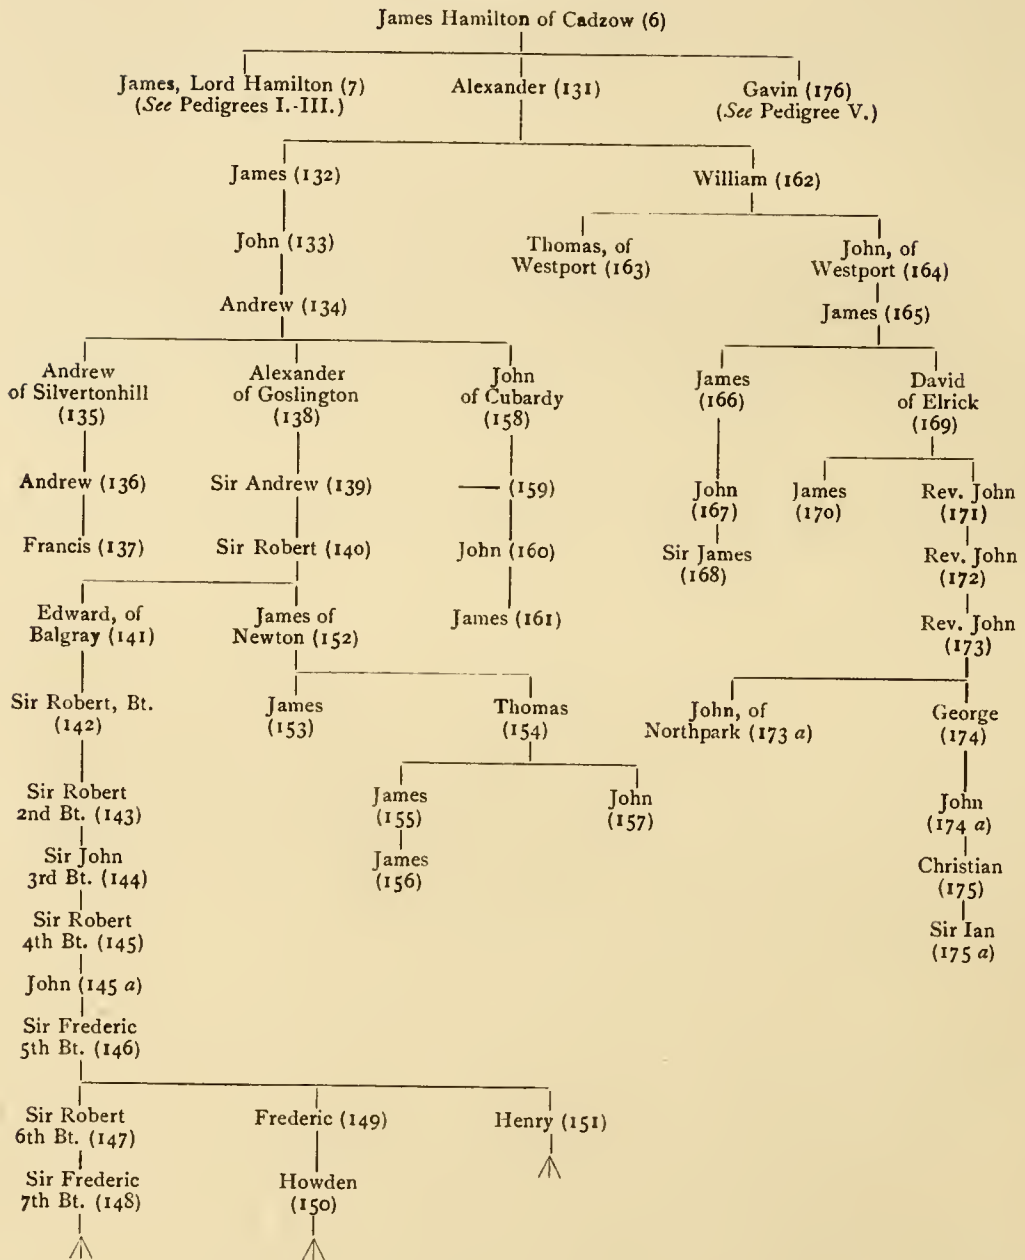 James Hamilton of Cadzow (6)
James, Lord Hamilton (7)
(See Pedigrees I.-III.)
Alexander (131)
Gavin (176)
(See Pedigree V.)
James (132)
William (162)
John (133)
Thomas, of
Westport (163)
John, of
Westport (164)
Andrew (134)
James (165)
Andrew
of Silvertonhill
(135)
Alexander
of Goslington
(138)
John
of Cubardy
(158)
James
(166)
David
of Elrick
(169)
Andrew (136)
Sir Andrew (139)
—— (159)
John
(167)
James
(170)
Rev. John
(171)
Francis (137)
Sir Robert (140)
John (160)
Sir James
(168)
Rev. John
(172)
Edward, of
Balgray (141)
James of
Newton (152)
James (161)
Rev. John
(173)
Sir Robert, Bt.
(142)
James
(153)
Thomas
(154)
John, of
Northpark (173 a)
George
(174)
Sir Robert
2nd Bt. (143)
James
(155)
John
(157)
John
(174 a)
Sir John
3rd Bt. (144)
James
(156)
Christian
(175)
Sir Robert
4th Bt. (145)
Sir Ian
(175 a)
John (145 a)
Sir Frederic
5th Bt. (146)
Sir Robert
6th Bt. (147)
Frederic (149)
Henry (151)
Sir Frederic
7th Bt. (148)
Howden
(150)